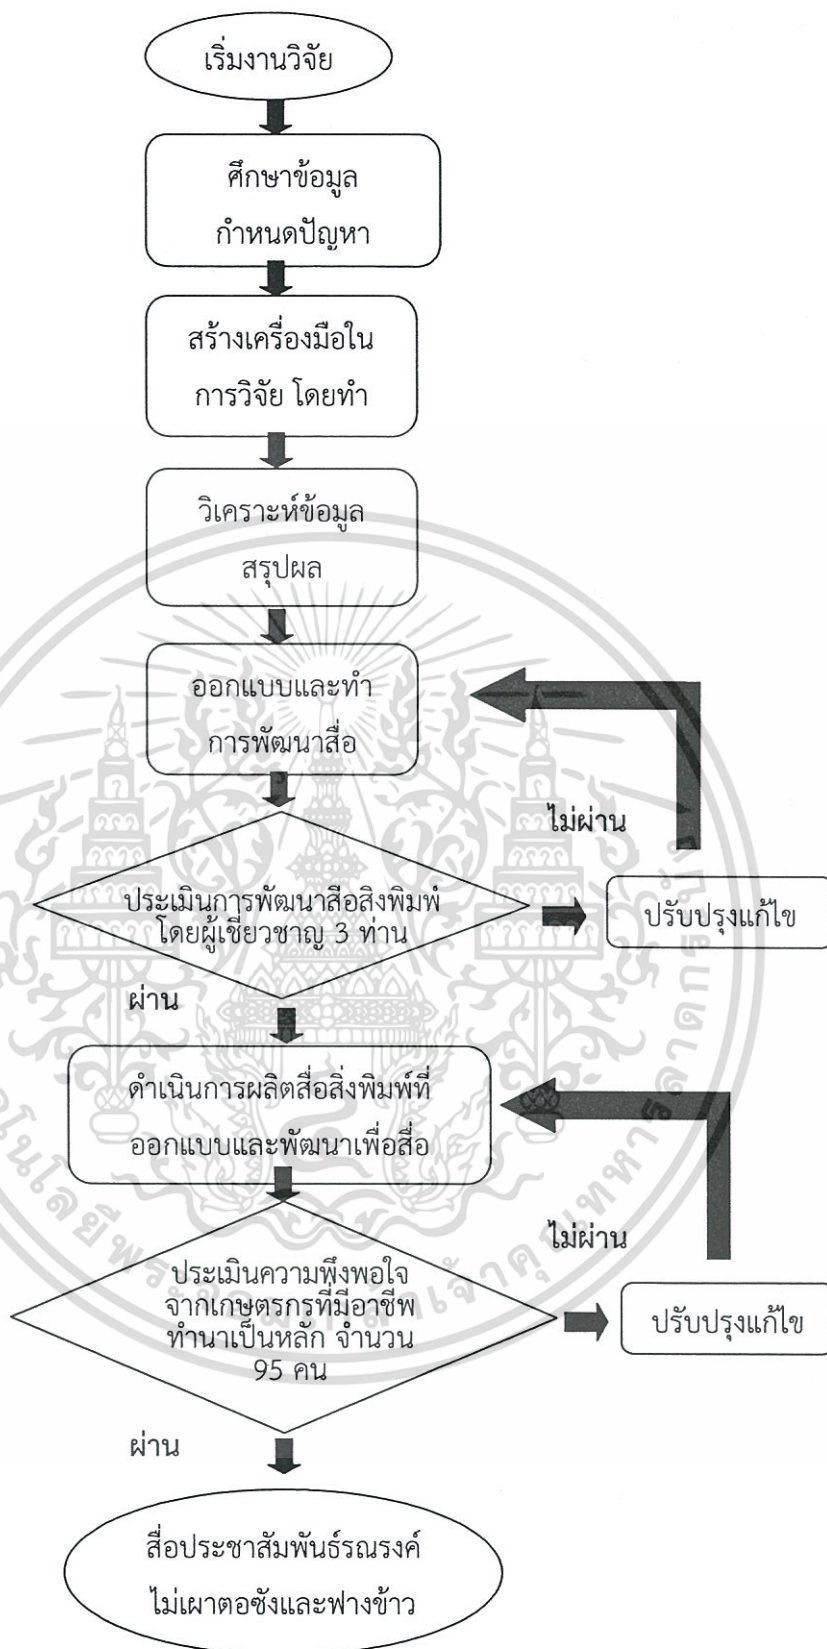 เริ่มงานวิจัย
ศึกษาข้อมูล
กำหนดปัญหา
สร้างเครื่องมือใน
การวิจัย โดยทำ
วิเคราะห์ข้อมูล
สรุปผล
ออกแบบและทำ
การพัฒนาสื่อ
ไม่ผ่าน
ประเมินการพัฒนาสื่อสิ่งพิมพ์
โดยผู้เชี่ยวชาญ 3 ท่าน
ปรับปรุงแก้ไข
ผ่าน
ดำเนินการผลิตสื่อสิ่งพิมพ์ที่
ออกแบบและพัฒนาเพื่อสื่อ
ไม่ผ่าน
ประเมินความพึงพอใจ
จากเกษตรกรที่มีอาชีพ
ทำนาเป็นหลัก จำนวน
95 คน
ปรับปรุงแก้ไข
ผ่าน
สื่อประชาสัมพันธ์รณรงค์
ไม่เผาตอซังและฟางข้าว